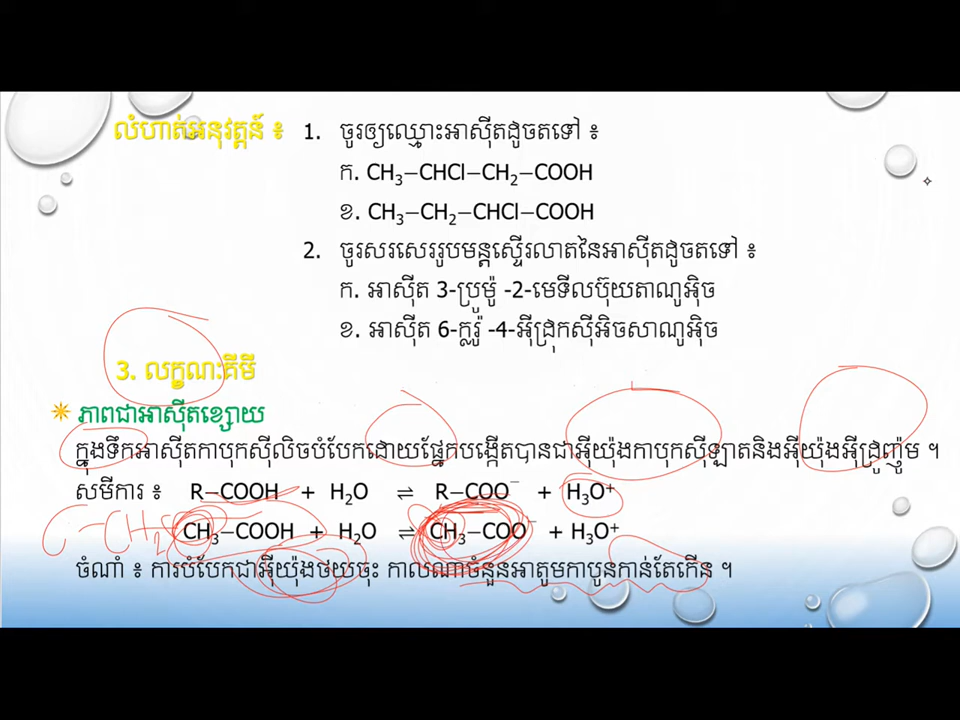 លំហាត់អនុវត្តន៍ ៖ 1. ចូរឲ្យឈ្មោះអាស៊ីតដូចតទៅ ៖
ក. CH₃−CHCl−CH₂−COOH
ខ. CH₃−CH₂−CHCl−COOH
2. ចូរសរសេររូបមន្តស្ទើរលាតនៃអាស៊ីតដូចតទៅ ៖
ក. អាស៊ីត 3-ប្រូម៉ូ -2-មេទីលប៊ុយតាណូអ៊ិច
ខ. អាស៊ីត 6-ក្លរ៉ូ -4-អ៊ីដ្រុកស៊ីអិចសាណូអ៊ិច
3. លក្ខណៈគីមី
ភាពជាអាស៊ីតខ្សោយ
ក្នុងទឹកអាស៊ីតកាបុកស៊ីលិចបំបែកដោយផ្នែកបង្កើតបានជាអ៊ីយ៉ុងកាបុកស៊ីឡាតនិងអ៊ីយ៉ុងអ៊ីដ្រូញ៉ូម ។
សមីការ ៖ R−COOH + H₂O ⇌ R−COO⁻ + H₃O⁺
C−CH₂ CH₃−COOH + H₂O ⇌ CH₃−COO⁻ + H₃O⁺
ចំណាំ ៖ ការបំបែកជាអ៊ីយ៉ុងថយចុះ កាលណាចំនួនអាតូមកាបូនកាន់តែកើន ។